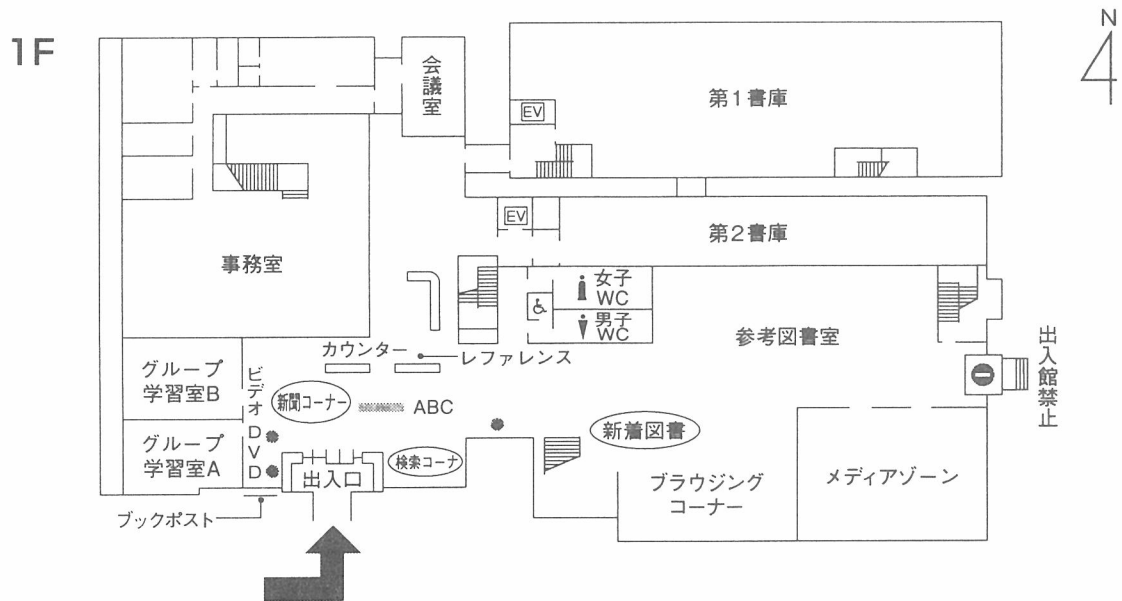 1F
N
会議室
第1書庫
EV
EV
第2書庫
事務室
女子
WC
男子
WC
参考図書室
カウンター
レファレンス
出入館禁止
グループ
学習室B
ビデオ
DVD
新聞コーナー
ABC
新着図書
グループ
学習室A
検索コーナ
出入口
ブラウジング
コーナー
メディアゾーン
ブックポスト